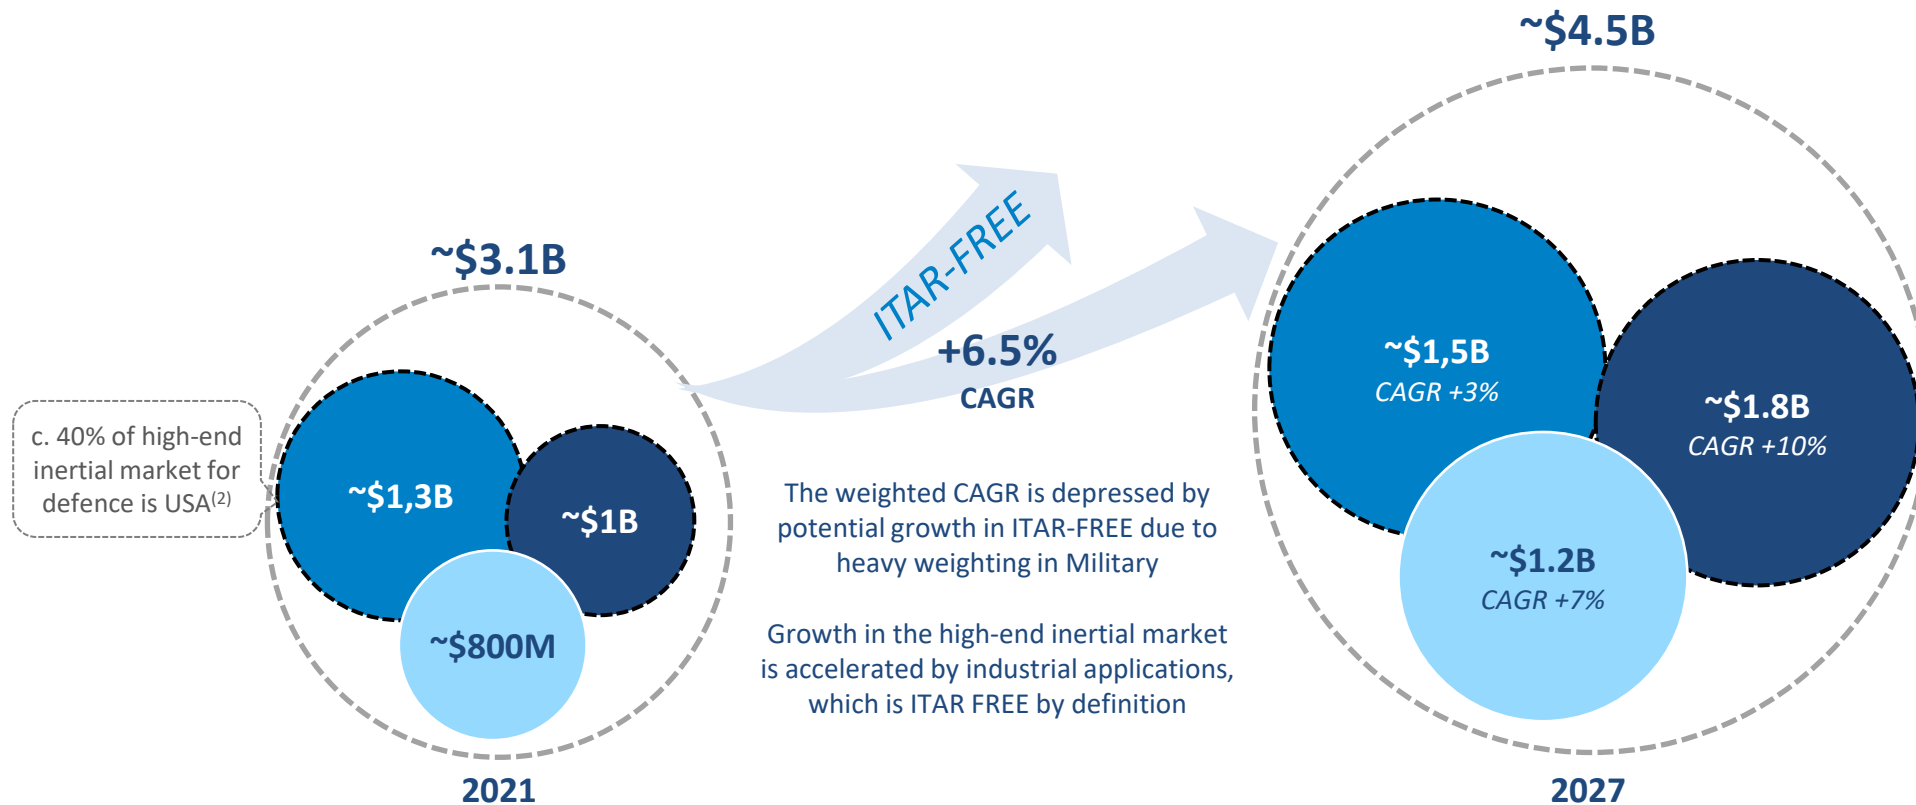 ~$4.5B
~$3.1B
ITAR-FREE
+6.5%
CAGR
c. 40% of high-end
inertial market for
defence is USA(2)
~$1,3B
~$1B
~$800M
2021
The weighted CAGR is depressed by
potential growth in ITAR-FREE due to
heavy weighting in Military
Growth in the high-end inertial market
is accelerated by industrial applications,
which is ITAR FREE by definition
~$1,5B
CAGR +3%
~$1.8B
CAGR +10%
~$1.2B
CAGR +7%
2027